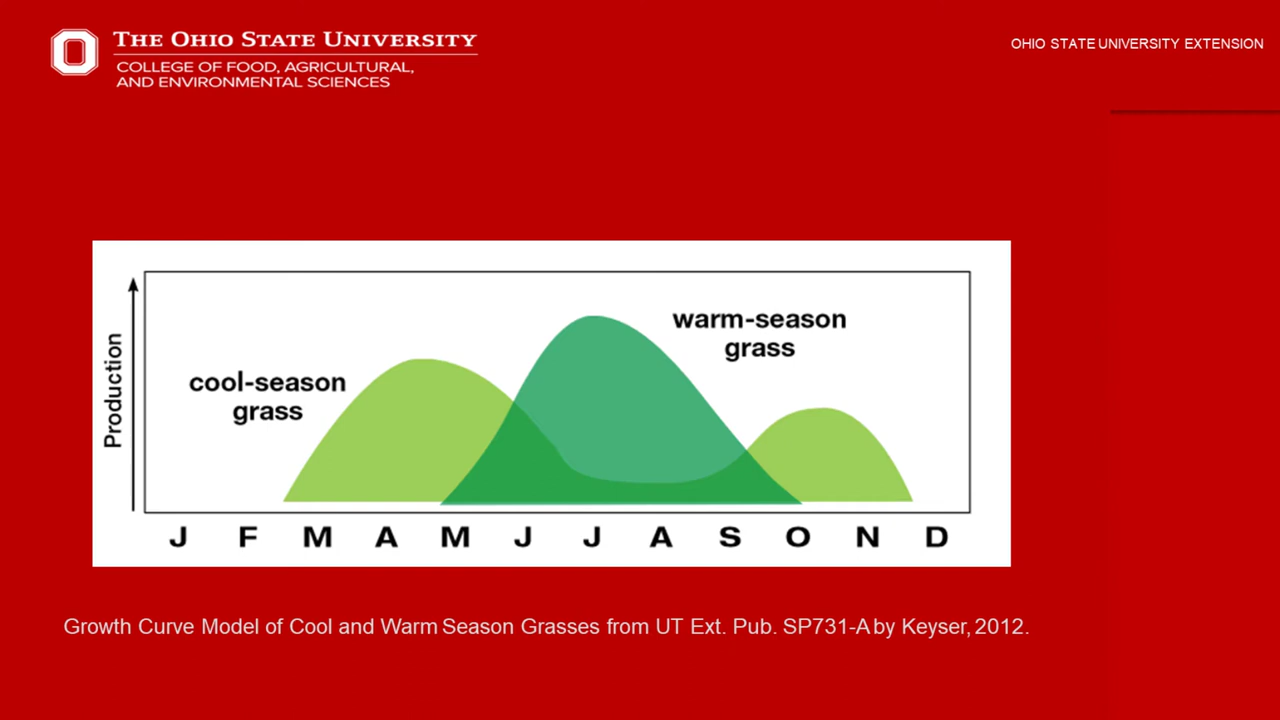 THE OHIO STATE UNIVERSITY
COLLEGE OF FOOD, AGRICULTURAL,
AND ENVIRONMENTAL SCIENCES
OHIO STATE UNIVERSITY EXTENSION
Production
cool-season
grass
warm-season
grass
J F M A M J J A S O N D
Growth Curve Model of Cool and Warm Season Grasses from UT Ext. Pub. SP731-A by Keyser, 2012.